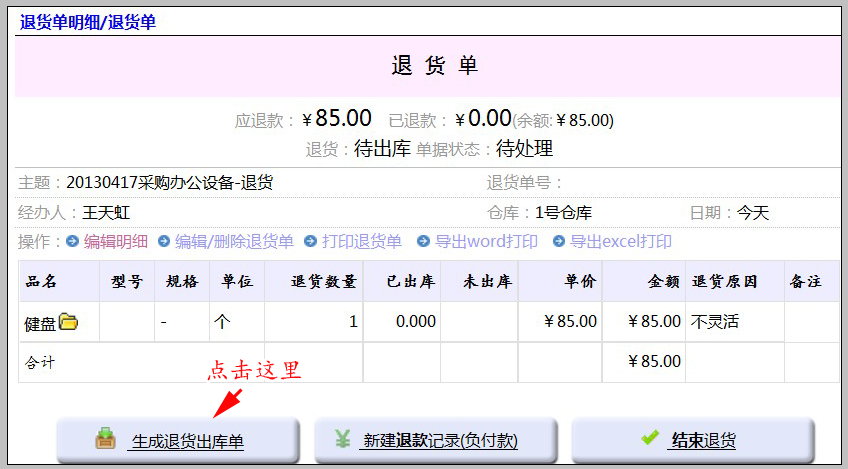 退货单明细/退货单
退 货 单
应退款：￥85.00 已退款：￥0.00(余额:￥85.00)
退货：待出库 单据状态：待处理
主题：20130417采购办公设备-退货 退货单号：
经办人：王天虹 仓库：1号仓库 日期：今天
操作： 编辑明细 编辑/删除退货单 打印退货单 导出word打印 导出excel打印
品名 型号 规格 单位 退货数量 已出库 未出库 单价 金额 退货原因 备注
健盘 - 个 1 0.000 ￥85.00 ￥85.00 不灵活
合计 ￥85.00
点击这里
生成退货出库单 新建退款记录(负付款) 结束退货